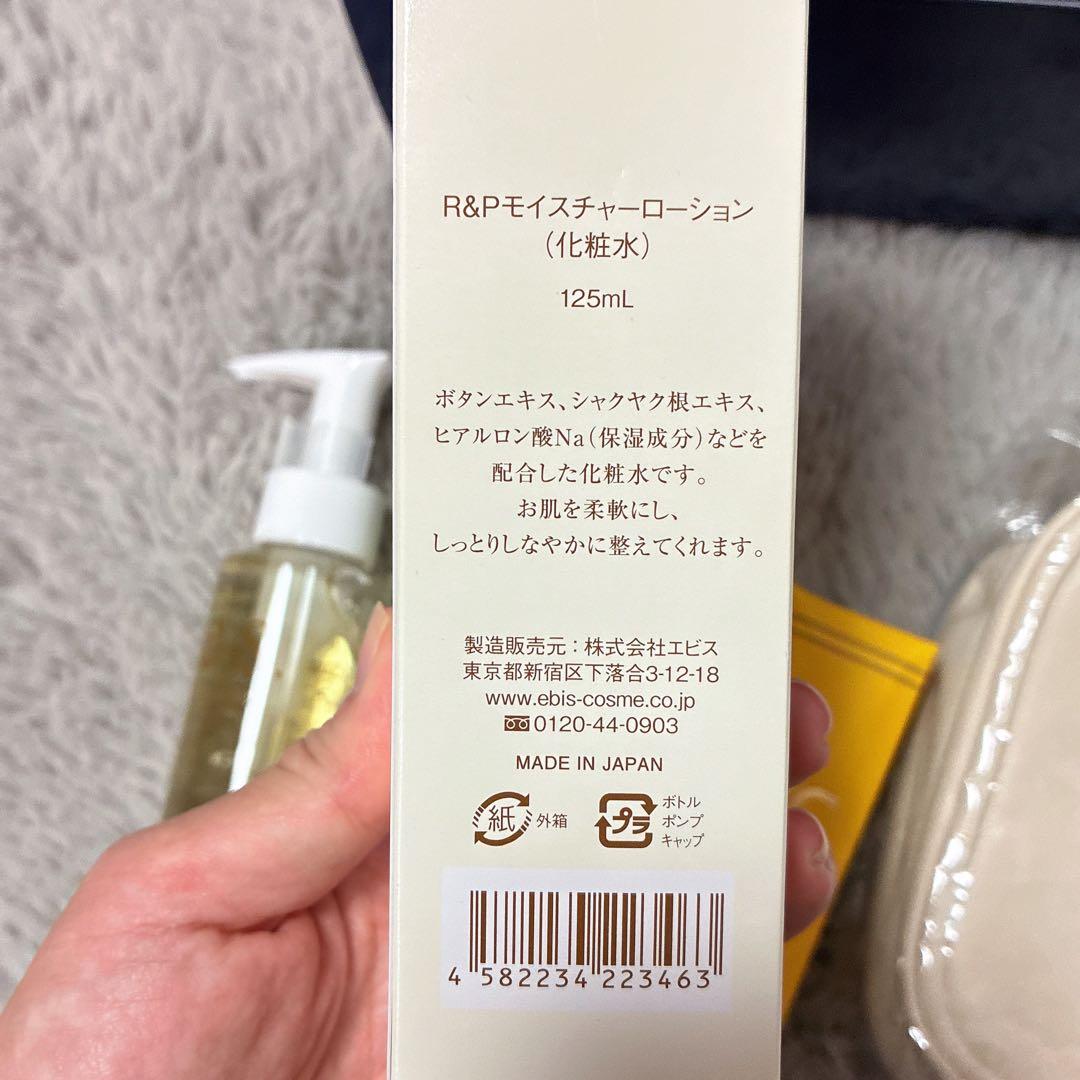 R&Pモイスチャーローション
（化粧水）
125mL
ボタンエキス、シャクヤク根エキス、
ヒアルロン酸Na（保湿成分）などを
配合した化粧水です。
お肌を柔軟にし、
しっとりしなやかに整えてくれます。
製造販売元：株式会社エビス
東京都新宿区下落合3-12-18
www.ebis-cosme.co.jp
0120-44-0903
MADE IN JAPAN
紙 外箱
プラ ボトル
ポンプ
キャップ
4 582234 223463